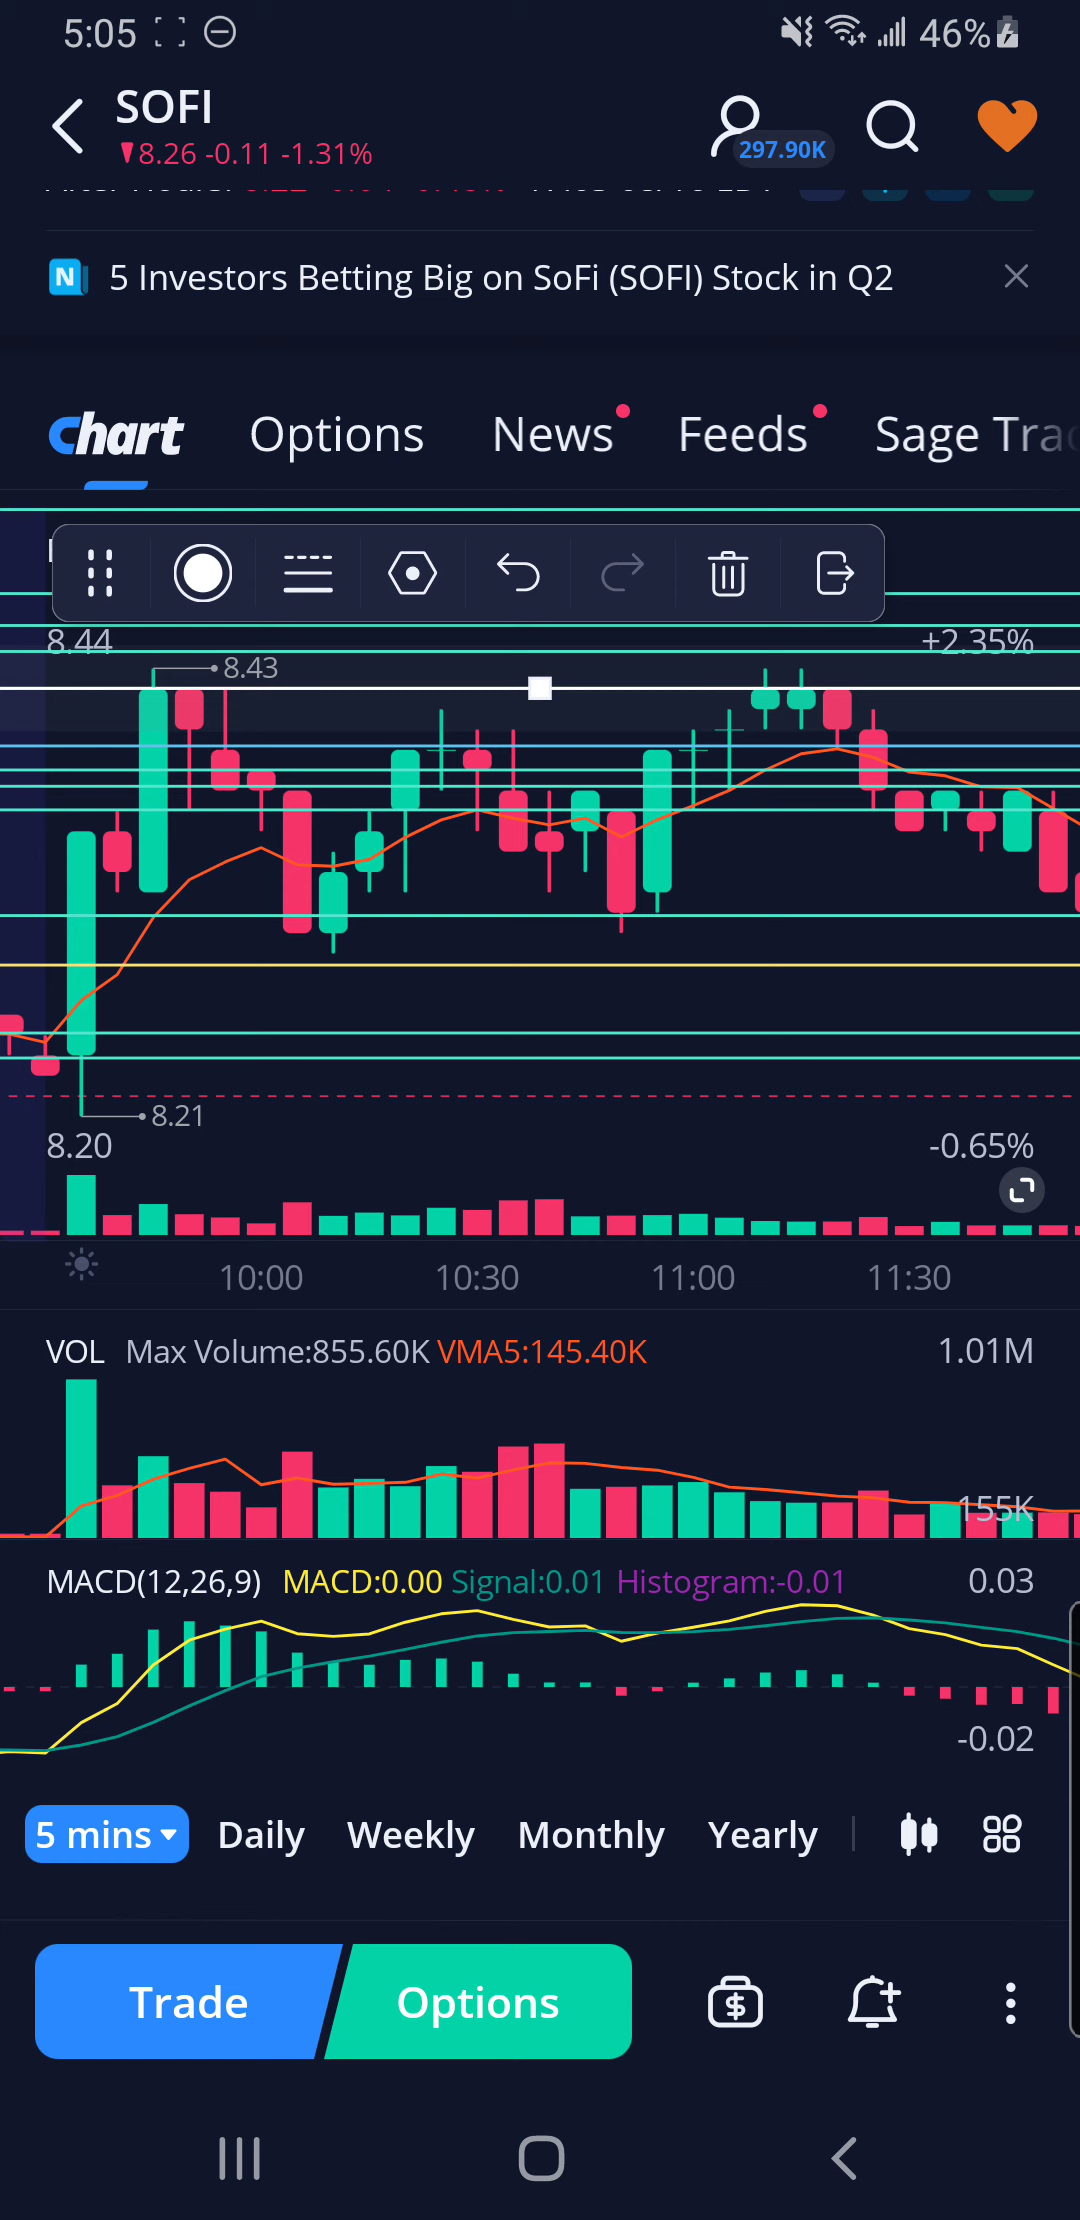 5:05 46%
SOFI
8.26 -0.11 -1.31%
297.90K
5 Investors Betting Big on SoFi (SOFI) Stock in Q2
Chart Options News Feeds Sage
8.44 +2.35%
8.43
8.21
8.20 -0.65%
10:00 10:30 11:00 11:30
VOL Max Volume:855.60K VMA5:145.40K 1.01M
155K
MACD(12,26,9) MACD:0.00 Signal:0.01 Histogram:-0.01 0.03
-0.02
5 mins Daily Weekly Monthly Yearly
Trade Options